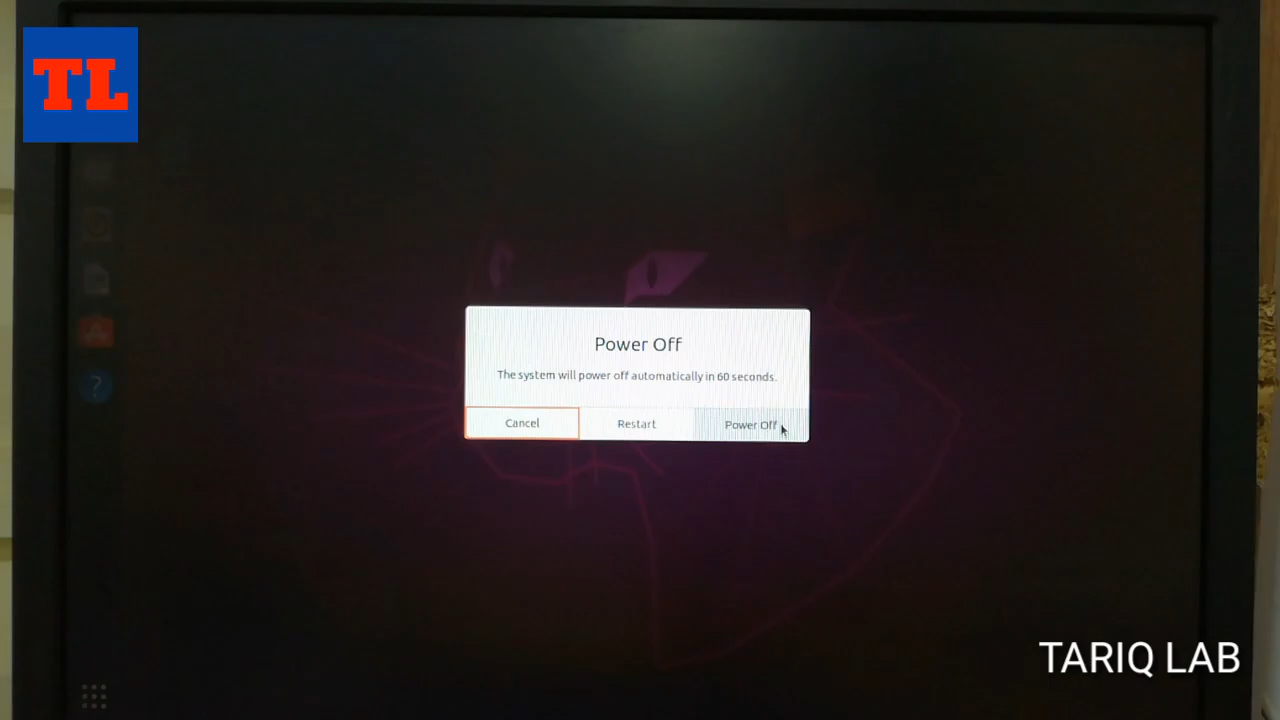 TL
Power Off
The system will power off automatically in 60 seconds.
Cancel Restart Power Off
?
TARIQ LAB